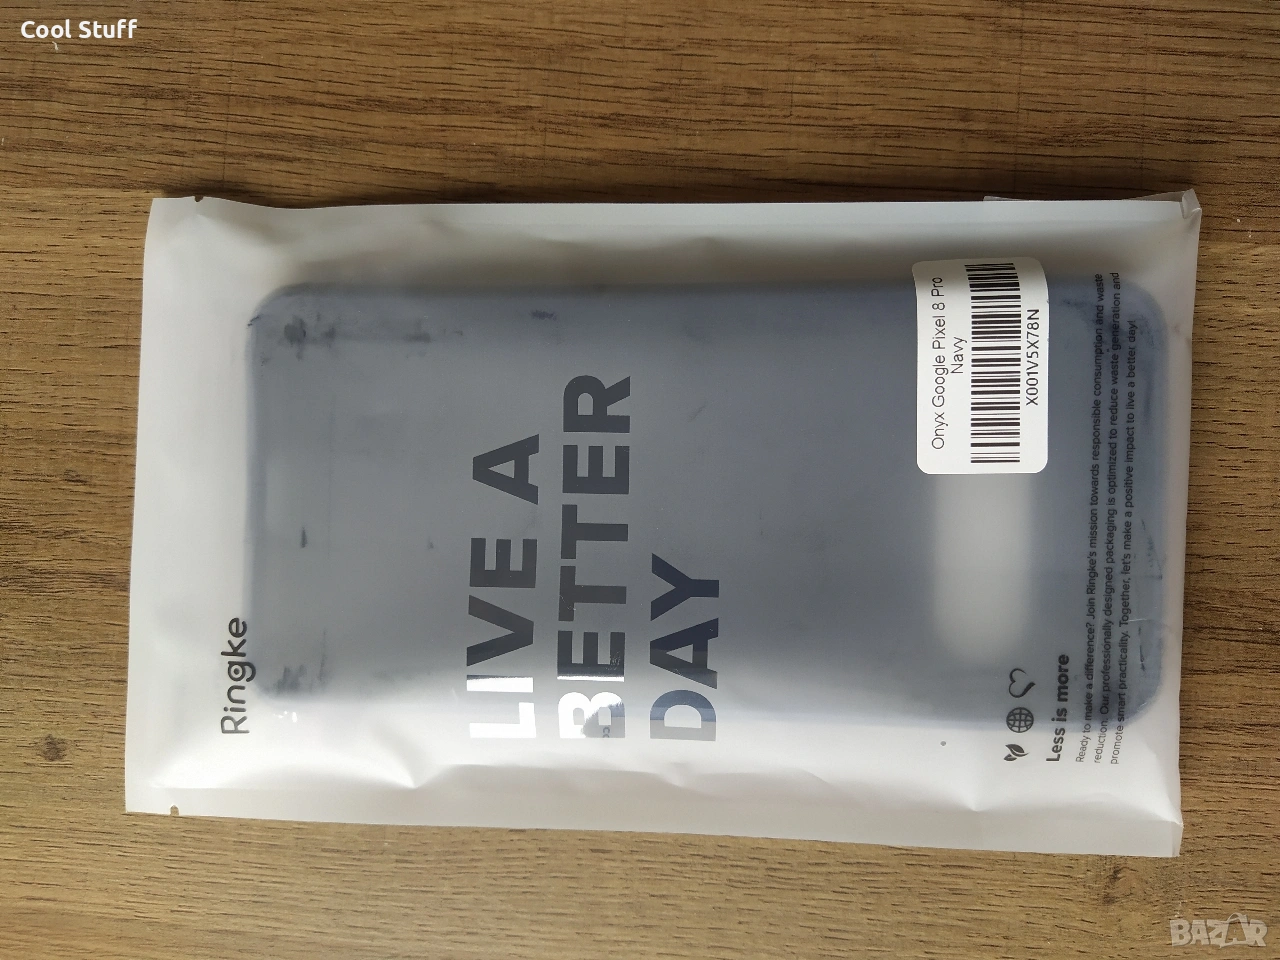 Cool Stuff
Ringke
LIVE A
BETTER
DAY
Onyx Google Pixel 8 Pro
Navy
X001V5X78N
Less is more
Ready to make a difference? Join Ringke's mission towards responsible consumption and waste
reduction. Our professionally designed packaging is optimized to reduce waste generation and
promote smart practicality. Together, let's make a positive impact to live a better day!
BAZAR